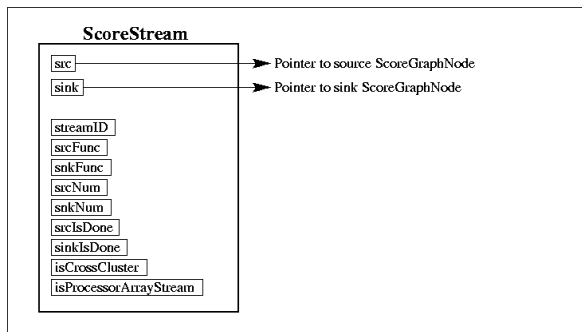 ScoreStream
src Pointer to source ScoreGraphNode
sink Pointer to sink ScoreGraphNode
streamID
srcFunc
snkFunc
srcNum
snkNum
srcIsDone
sinkIsDone
isCrossCluster
isProcessorArrayStream